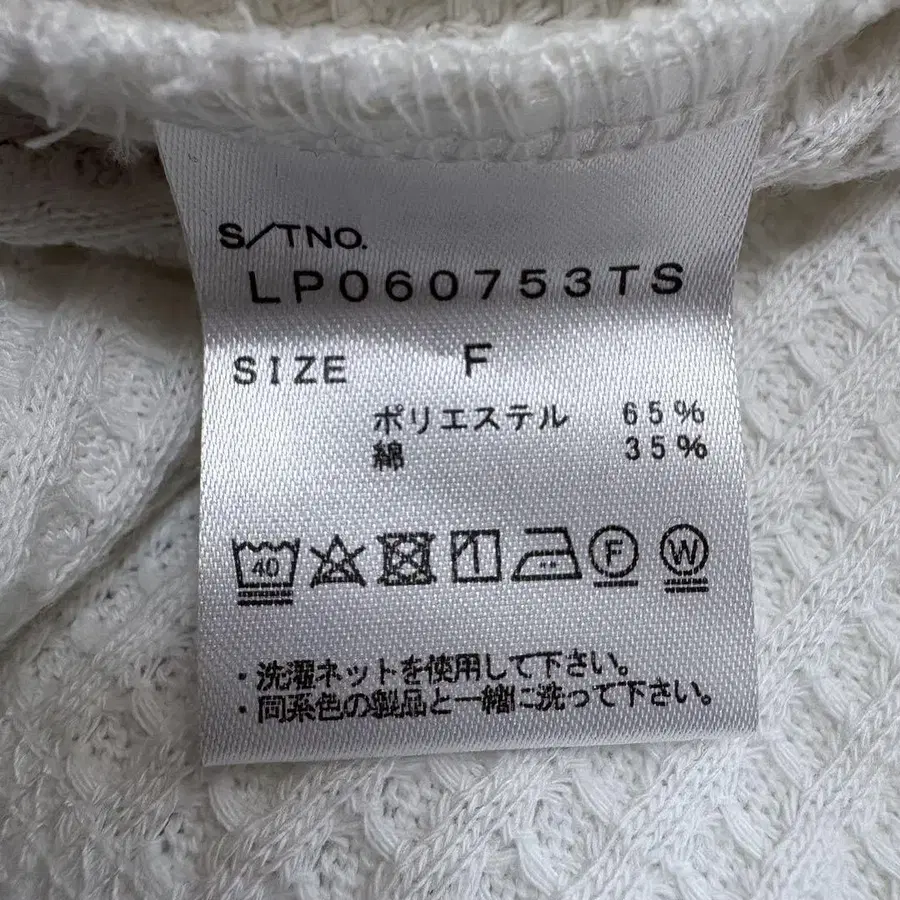 S/TNO.
LP060753TS
SIZE F
ポリエステル 65%
綿 35%
40 F W
・洗濯ネットを使用して下さい。
・同系色の製品と一緒に洗って下さい。